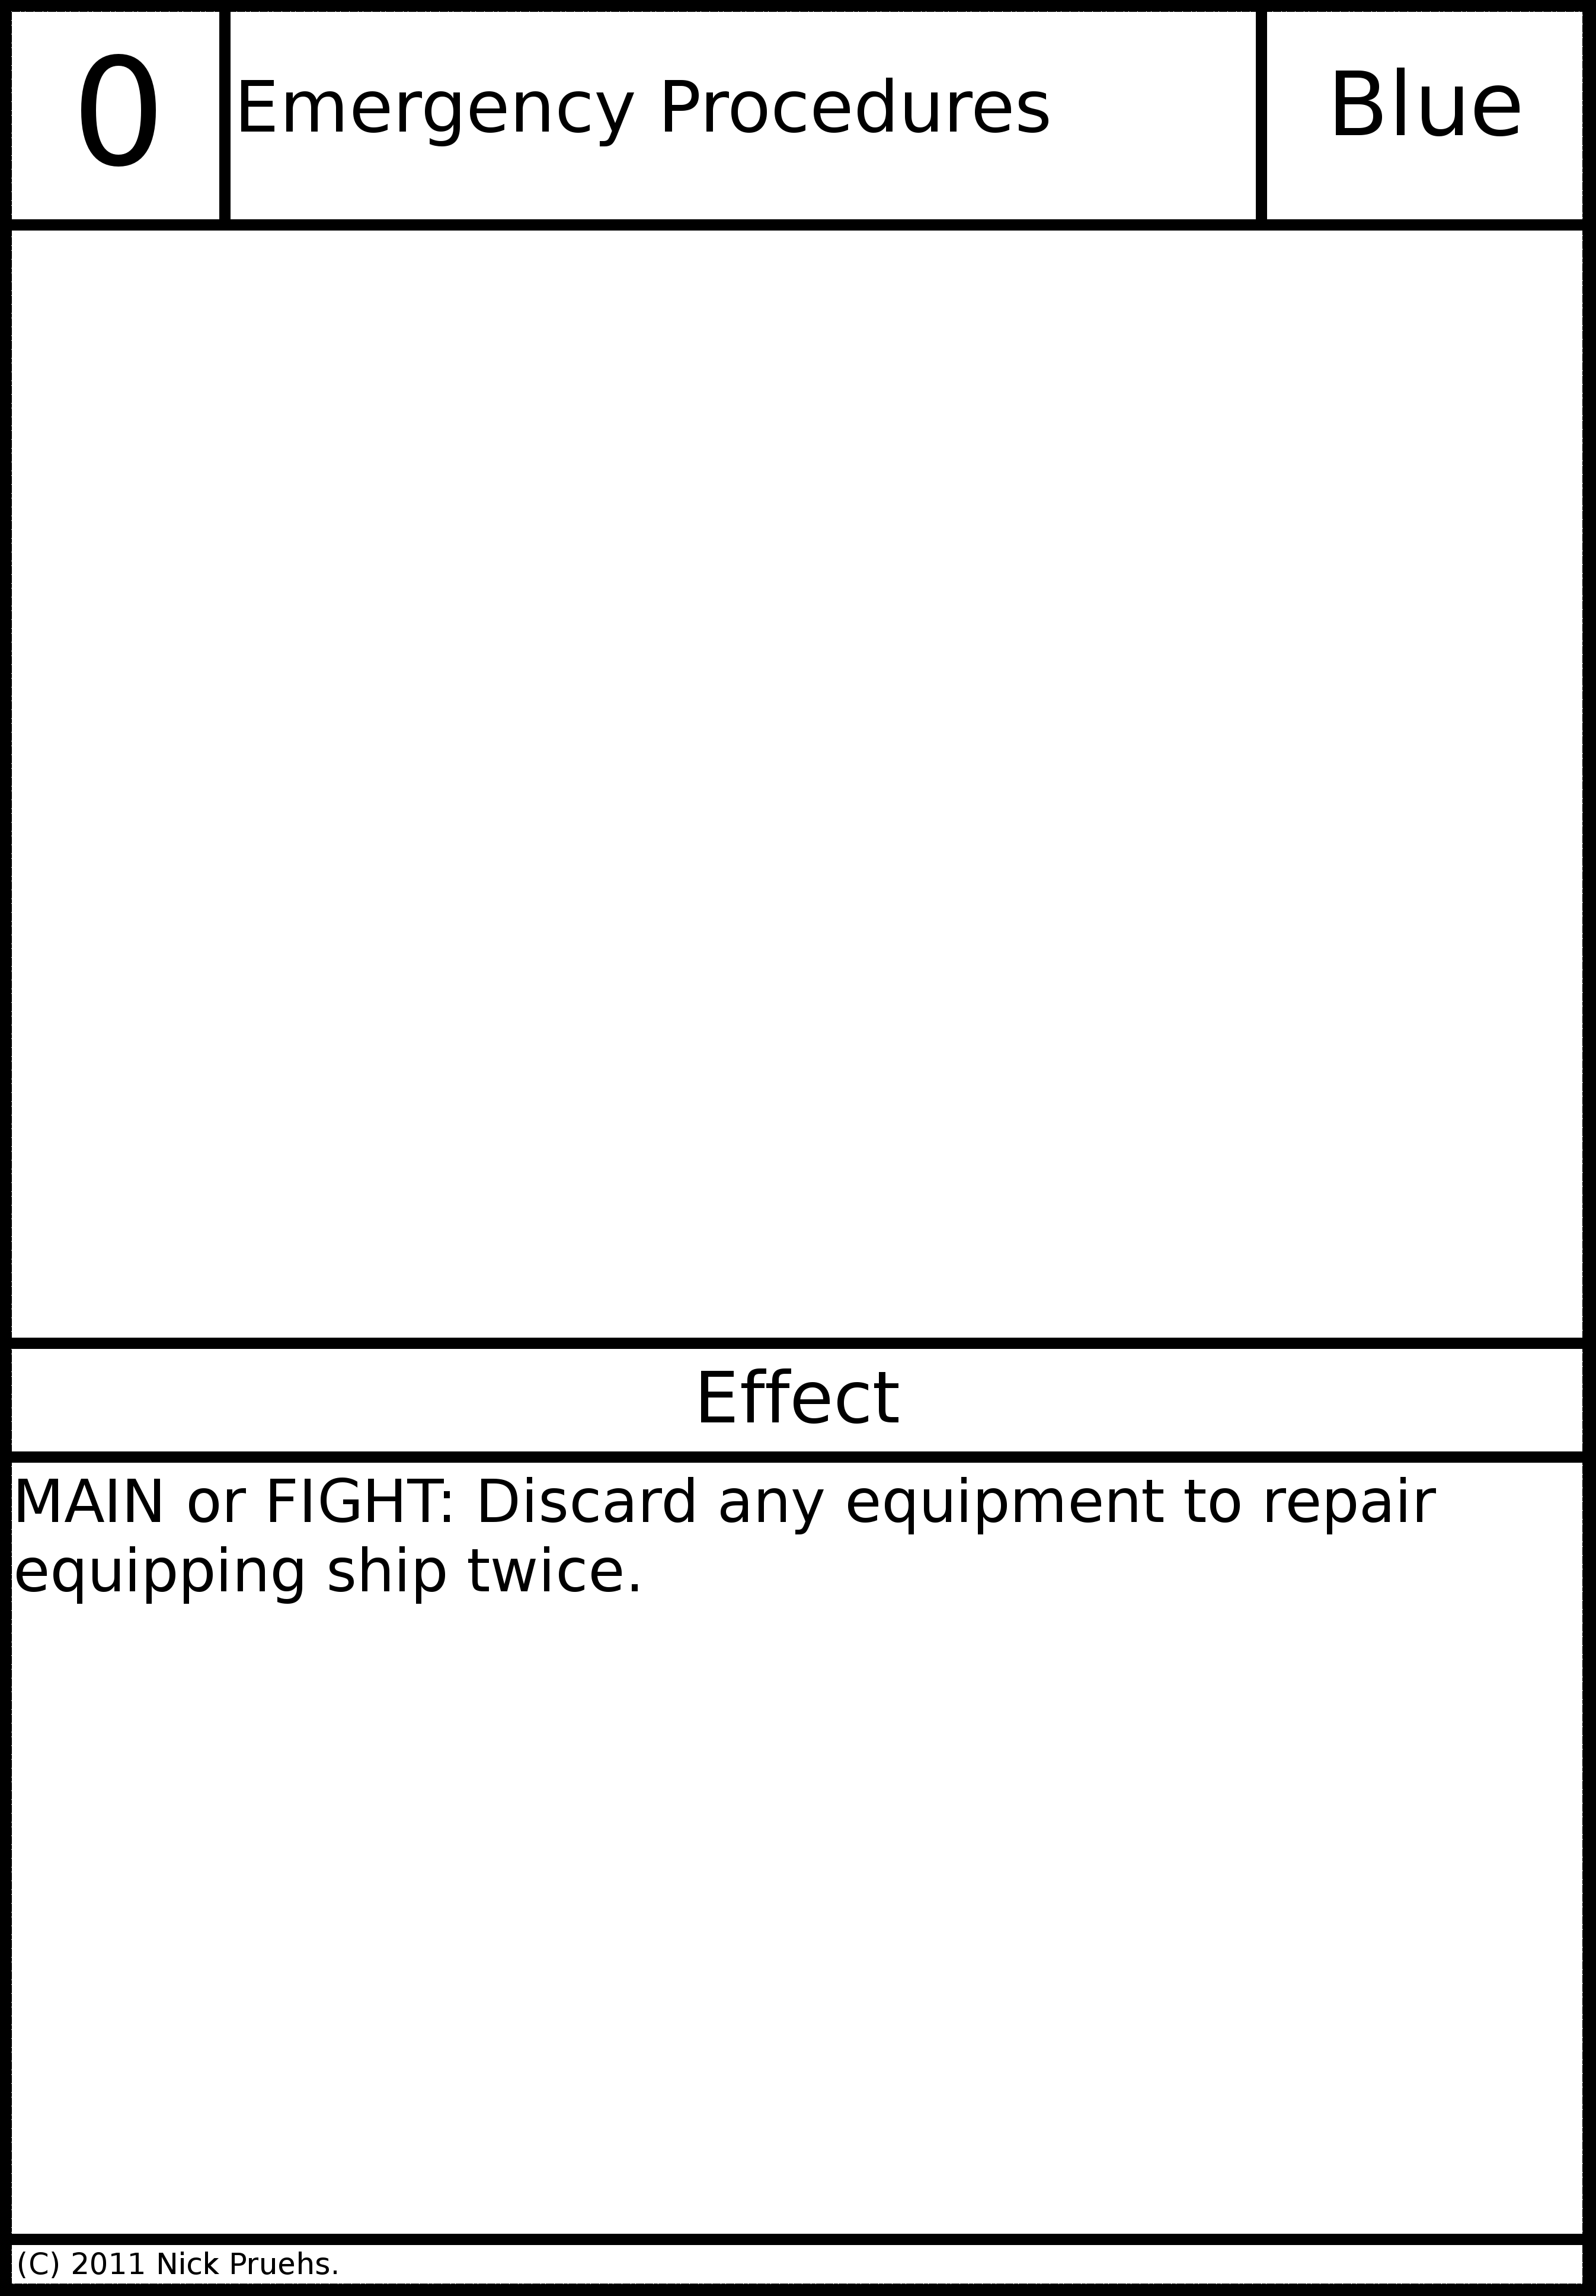 0
Emergency Procedures
Blue
Effect
MAIN or FIGHT: Discard any equipment to repair
equipping ship twice.
(C) 2011 Nick Pruehs.